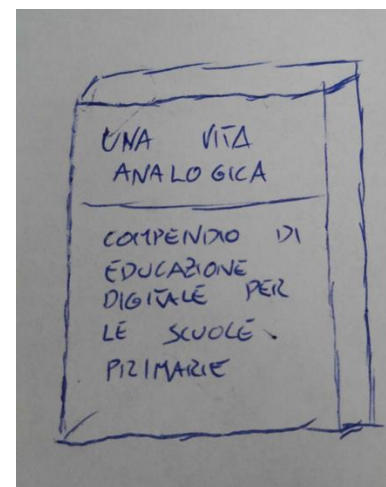 UNA VITA
ANALOGICA
COMPENDIO DI
EDUCAZIONE
DIGITALE PER
LE SCUOLE
PRIMARIE